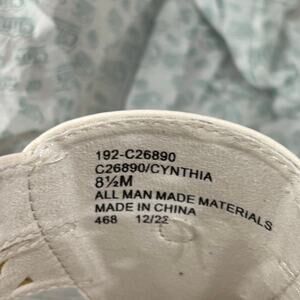 192-C26890
C26890/CYNTHIA
8½M
ALL MAN MADE MATERIALS
MADE IN CHINA
468 12/22